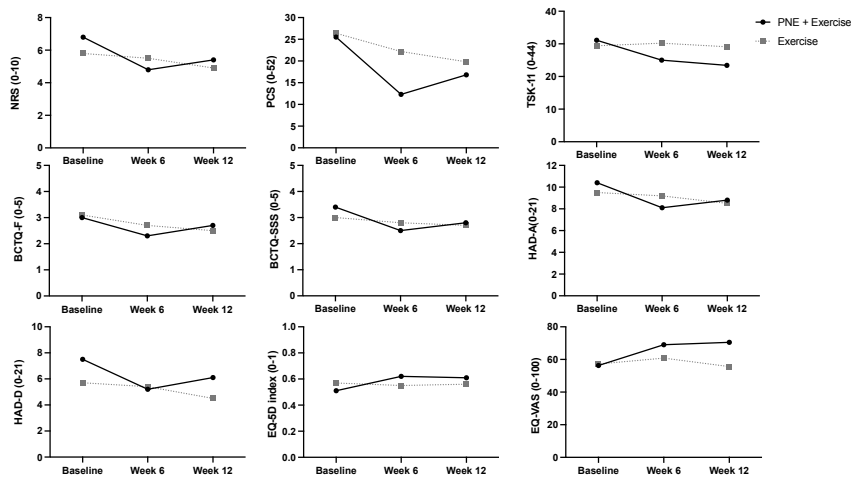 PNE + Exercise
Exercise
NRS (0-10)
8
6
4
2
0
Baseline Week 6 Week 12
PCS (0-52)
30
25
20
15
10
5
0
Baseline Week 6 Week 12
TSK-11 (0-44)
40
30
20
10
0
Baseline Week 6 Week 12
BCTQ-F (0-5)
5
4
3
2
1
0
Baseline Week 6 Week 12
BCTQ-SSS (0-5)
5
4
3
2
1
0
Baseline Week 6 Week 12
HAD-A(0-21)
12
10
8
6
4
2
0
Baseline Week 6 Week 12
HAD-D (0-21)
10
8
6
4
2
0
Baseline Week 6 Week 12
EQ-5D index (0-1)
1.0
0.8
0.6
0.4
0.2
0.0
Baseline Week 6 Week 12
EQ-VAS (0-100)
80
60
40
20
0
Baseline Week 6 Week 12